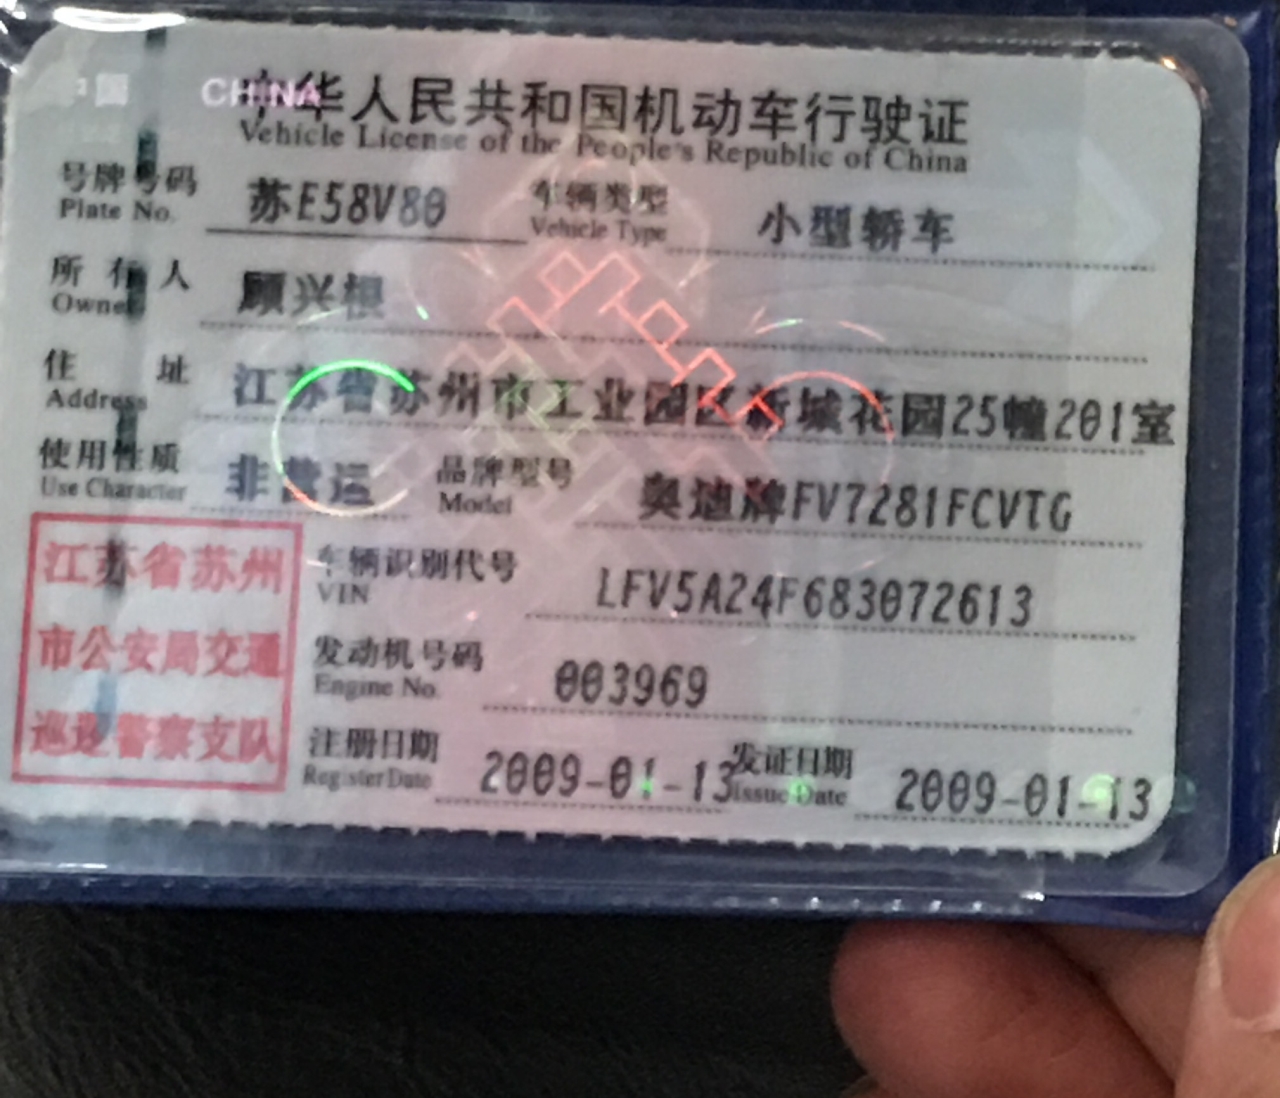 中国 CHINA
中华人民共和国机动车行驶证
Vehicle License of the People's Republic of China
号牌号码 苏E58V80 车辆类型 小型轿车
Plate No. Vehicle Type
所有人 顾兴根
Owner
住址 江苏省苏州市工业园区新城花园25幢201室
Address
使用性质 非营运 品牌型号 奥迪牌FV7281FCVTG
Use Character Model
江苏省苏州
市公安局交通
巡逻警察支队
车辆识别代号 LFV5A24F683072613
VIN
发动机号码 003969
Engine No.
注册日期 2009-01-13 发证日期 2009-01-13
Register Date Issue Date